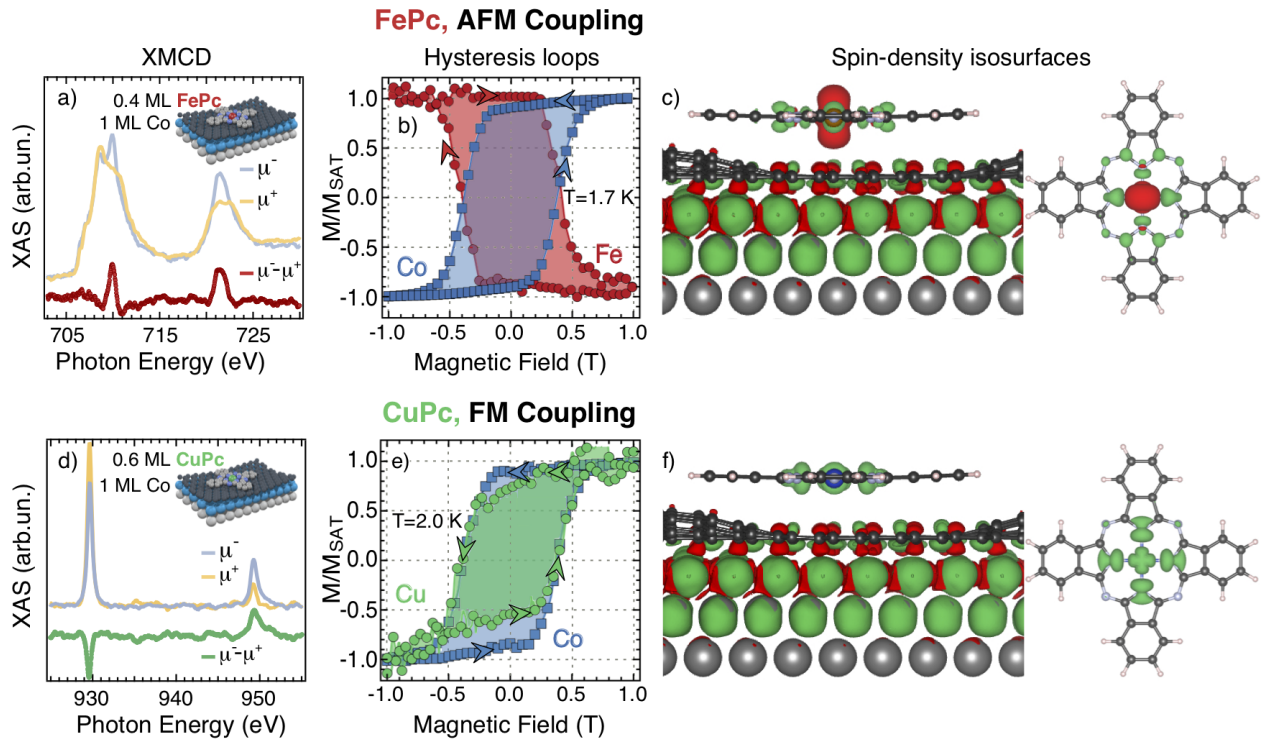 FePc, AFM Coupling
XMCD
Hysteresis loops
Spin-density isosurfaces
a)
0.4 ML FePc
1 ML Co
μ⁻
μ⁺
μ⁻-μ⁺
XAS (arb.un.)
705
715
725
Photon Energy (eV)
b)
M/M_SAT
1.0
0.5
0.0
-0.5
-1.0
T=1.7 K
Co
Fe
-1.0
-0.5
0.0
0.5
1.0
Magnetic Field (T)
c)
CuPc, FM Coupling
d)
0.6 ML CuPc
1 ML Co
μ⁻
μ⁺
μ⁻-μ⁺
XAS (arb.un.)
930
940
950
Photon Energy (eV)
e)
M/M_SAT
1.0
0.5
0.0
-0.5
-1.0
T=2.0 K
Cu
Co
-1.0
-0.5
0.0
0.5
1.0
Magnetic Field (T)
f)